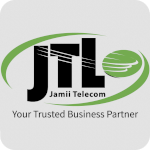 JTL
Jamii Telecom
Your Trusted Business Partner